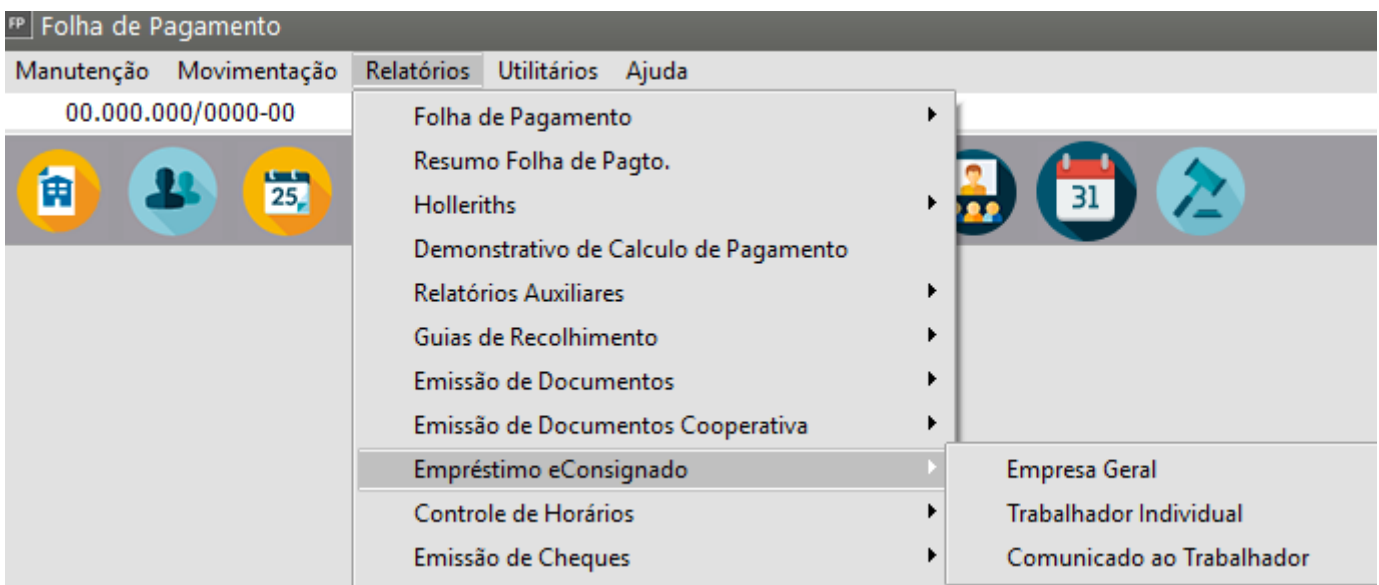 FP Folha de Pagamento
Manutenção Movimentação Relatórios Utilitários Ajuda
00.000.000/0000-00
25
31
Folha de Pagamento
Resumo Folha de Pagto.
Holleriths
Demonstrativo de Calculo de Pagamento
Relatórios Auxiliares
Guias de Recolhimento
Emissão de Documentos
Emissão de Documentos Cooperativa
Empréstimo eConsignado
Controle de Horários
Emissão de Cheques
Empresa Geral
Trabalhador Individual
Comunicado ao Trabalhador